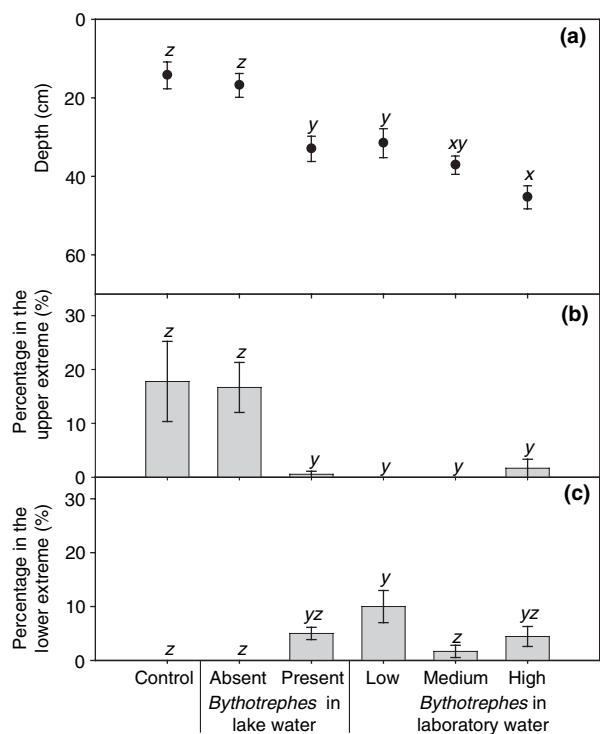 (a)
Depth (cm)
0
20
40
60
z z y y xy x
(b)
Percentage in the
upper extreme (%)
30
20
10
0
z z y y y y
(c)
Percentage in the
lower extreme (%)
30
20
10
0
z z yz y z yz
Control Absent Present Low Medium High
Bythotrephes in Bythotrephes in
lake water laboratory water